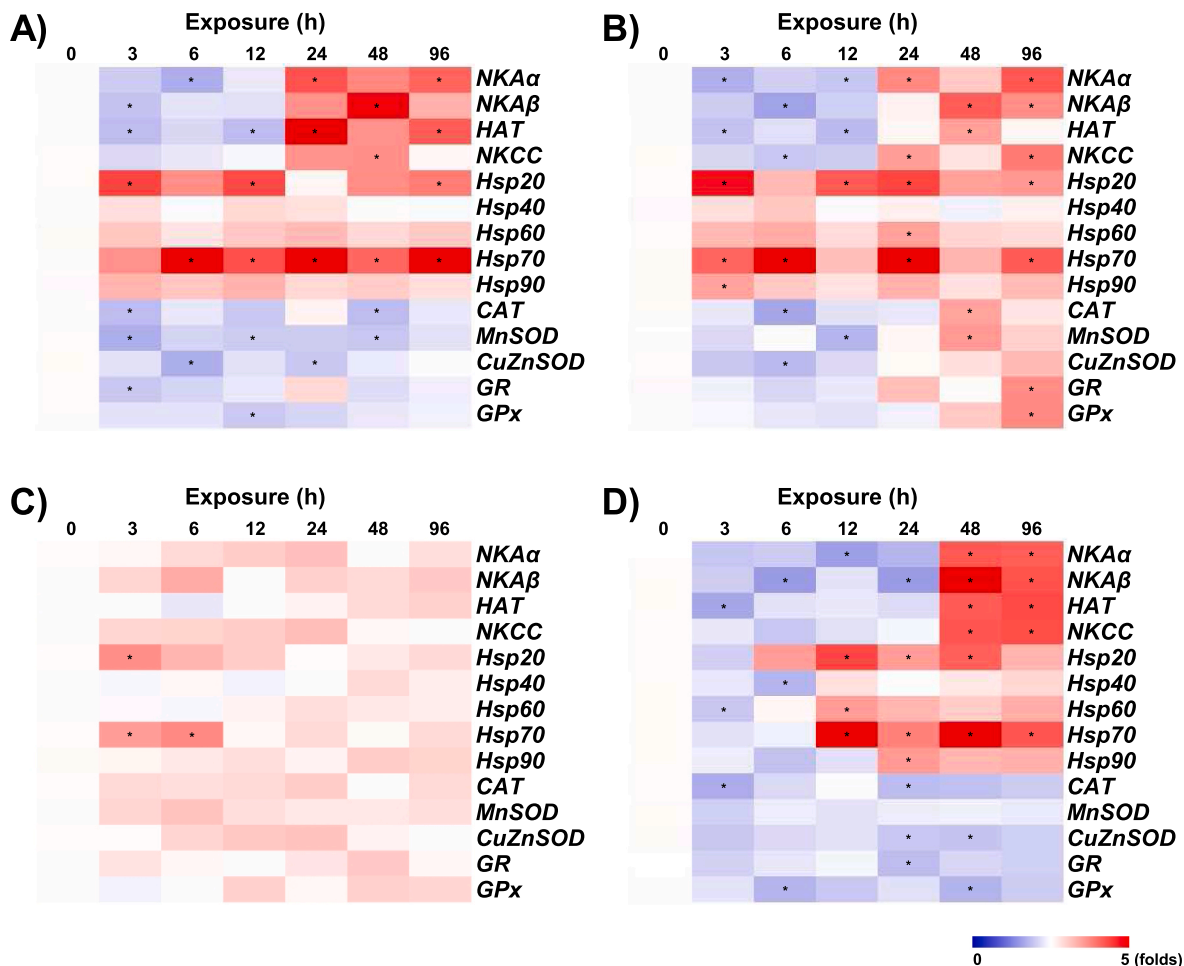 A)
Exposure (h)
0 3 6 12 24 48 96
* * * NKAα
* * NKAβ
* * * * HAT
* NKCC
* * * Hsp20
Hsp40
Hsp60
* * * * * Hsp70
Hsp90
* * CAT
* * * MnSOD
* * CuZnSOD
* GR
* GPx
B)
Exposure (h)
0 3 6 12 24 48 96
* * * * NKAα
* * * NKAβ
* * * HAT
* * * NKCC
* * * * Hsp20
Hsp40
* Hsp60
* * * * Hsp70
* Hsp90
* * CAT
* * MnSOD
* CuZnSOD
* GR
* GPx
C)
Exposure (h)
0 3 6 12 24 48 96
NKAα
NKAβ
HAT
NKCC
* Hsp20
Hsp40
Hsp60
* * Hsp70
Hsp90
CAT
MnSOD
CuZnSOD
GR
GPx
D)
Exposure (h)
0 3 6 12 24 48 96
* * * NKAα
* * * * NKAβ
* * * HAT
* * NKCC
* * * Hsp20
* Hsp40
* * Hsp60
* * * * Hsp70
* Hsp90
* * CAT
MnSOD
* * CuZnSOD
* GR
* * GPx
0 5 (folds)